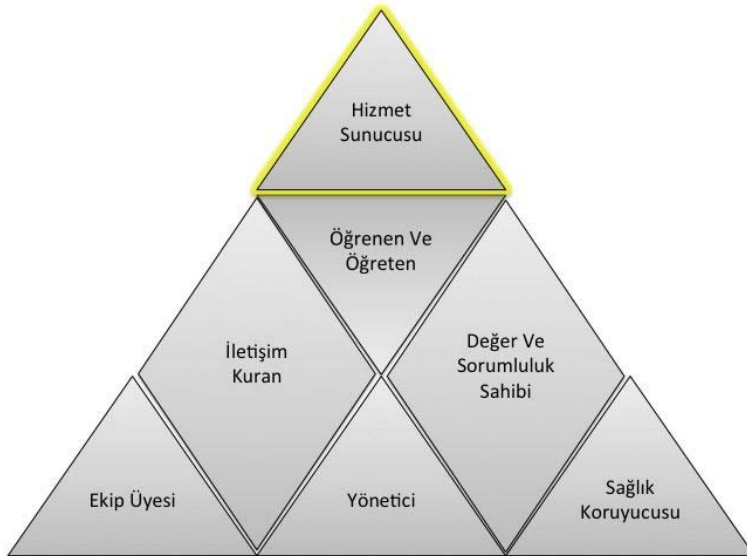 Hizmet
Sunucusu
Öğrenen Ve
Öğreten
İletişim
Kuran
Değer Ve
Sorumluluk
Sahibi
Ekip Üyesi
Yönetici
Sağlık
Koruyucusu